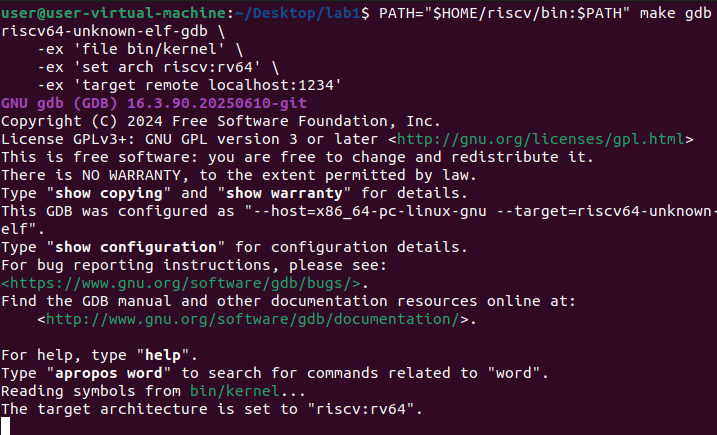 user@user-virtual-machine:~/Desktop/lab1$ PATH="$HOME/riscv/bin:$PATH" make gdb
riscv64-unknown-elf-gdb \
    -ex 'file bin/kernel' \
    -ex 'set arch riscv:rv64' \
    -ex 'target remote localhost:1234'
GNU gdb (GDB) 16.3.90.20250610-git
Copyright (C) 2024 Free Software Foundation, Inc.
License GPLv3+: GNU GPL version 3 or later <http://gnu.org/licenses/gpl.html>
This is free software: you are free to change and redistribute it.
There is NO WARRANTY, to the extent permitted by law.
Type "show copying" and "show warranty" for details.
This GDB was configured as "--host=x86_64-pc-linux-gnu --target=riscv64-unknown-
elf".
Type "show configuration" for configuration details.
For bug reporting instructions, please see:
<https://www.gnu.org/software/gdb/bugs/>.
Find the GDB manual and other documentation resources online at:
    <http://www.gnu.org/software/gdb/documentation/>.

For help, type "help".
Type "apropos word" to search for commands related to "word".
Reading symbols from bin/kernel...
The target architecture is set to "riscv:rv64".